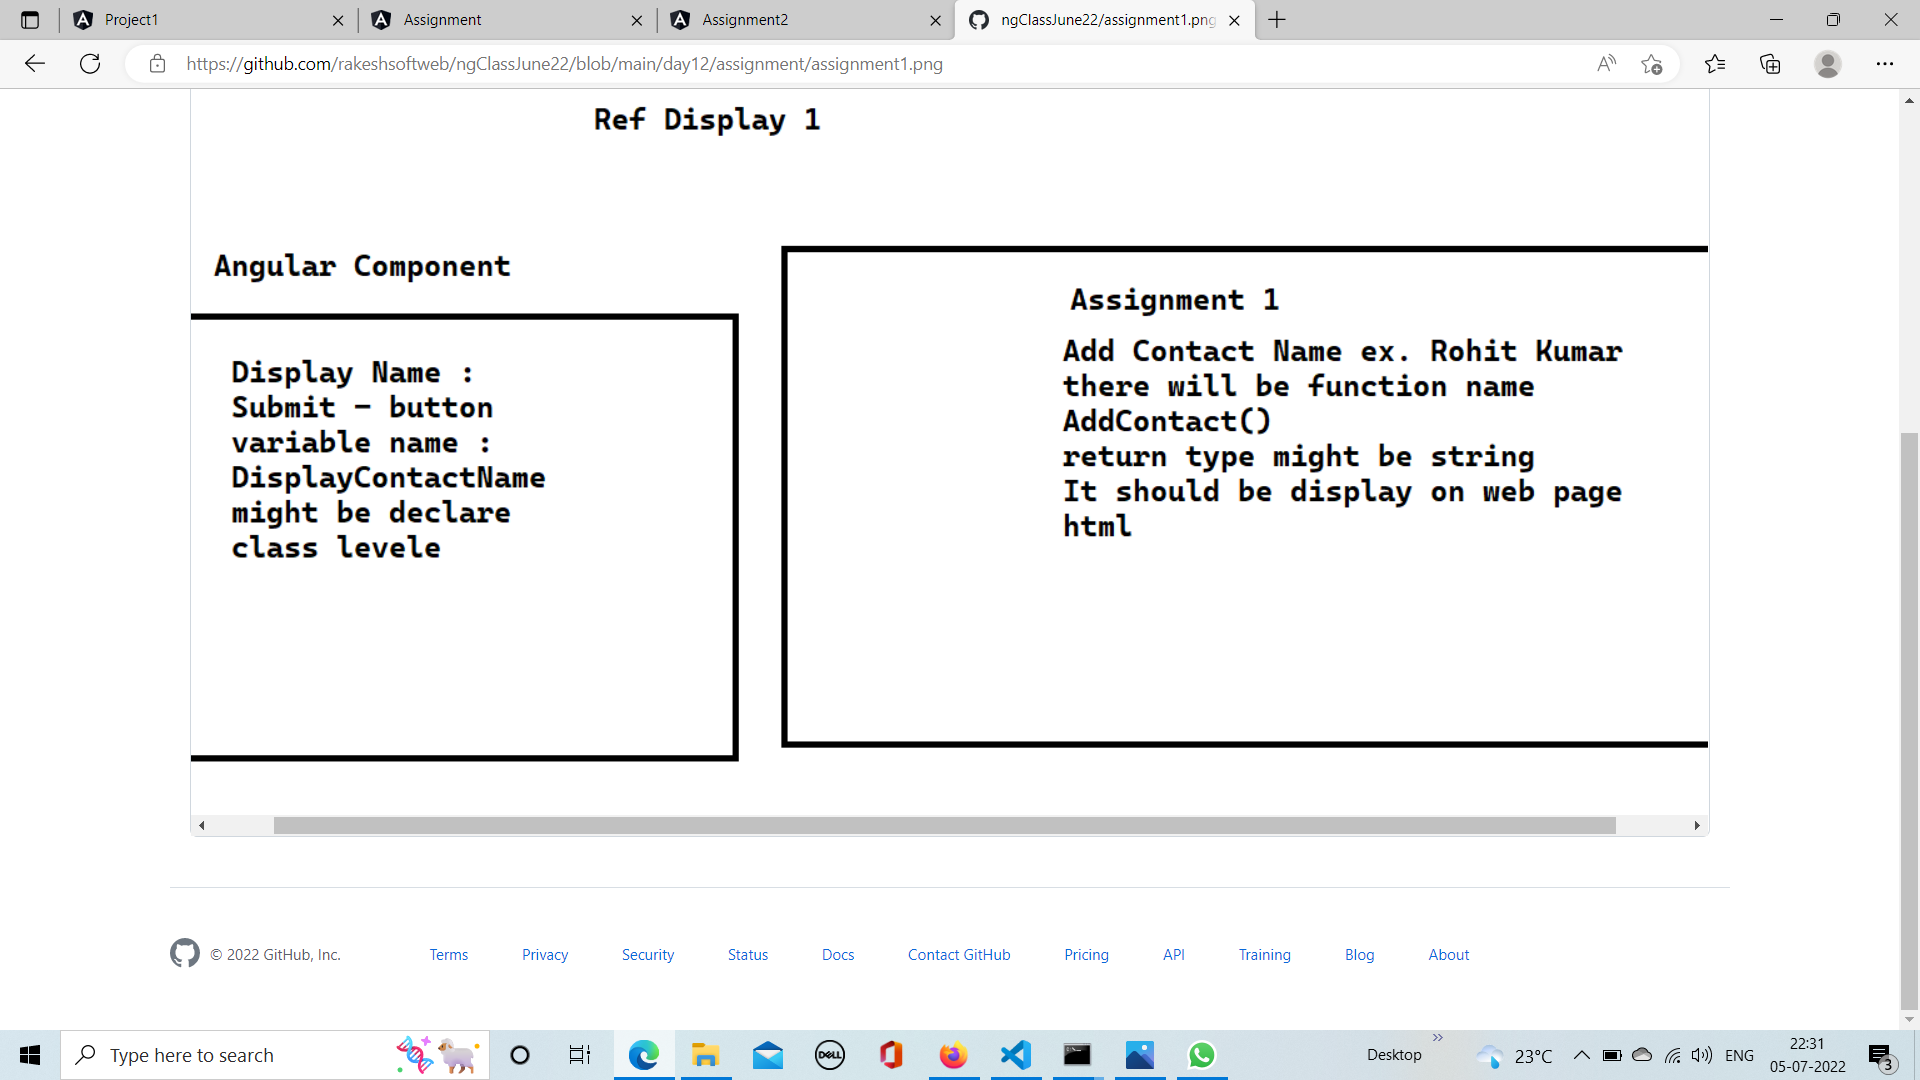 Project1
Assignment
Assignment2
ngClassJune22/assignment1.png
https://github.com/rakeshsoftweb/ngClassJune22/blob/main/day12/assignment/assignment1.png
Ref Display 1
Angular Component
Display Name :
Submit - button
variable name :
DisplayContactName
might be declare
class levele
Assignment 1
Add Contact Name ex. Rohit Kumar
there will be function name
AddContact()
return type might be string
It should be display on web page
html
© 2022 GitHub, Inc.
Terms
Privacy
Security
Status
Docs
Contact GitHub
Pricing
API
Training
Blog
About
Type here to search
DELL
Desktop
23°C
ENG
22:31
05-07-2022
3